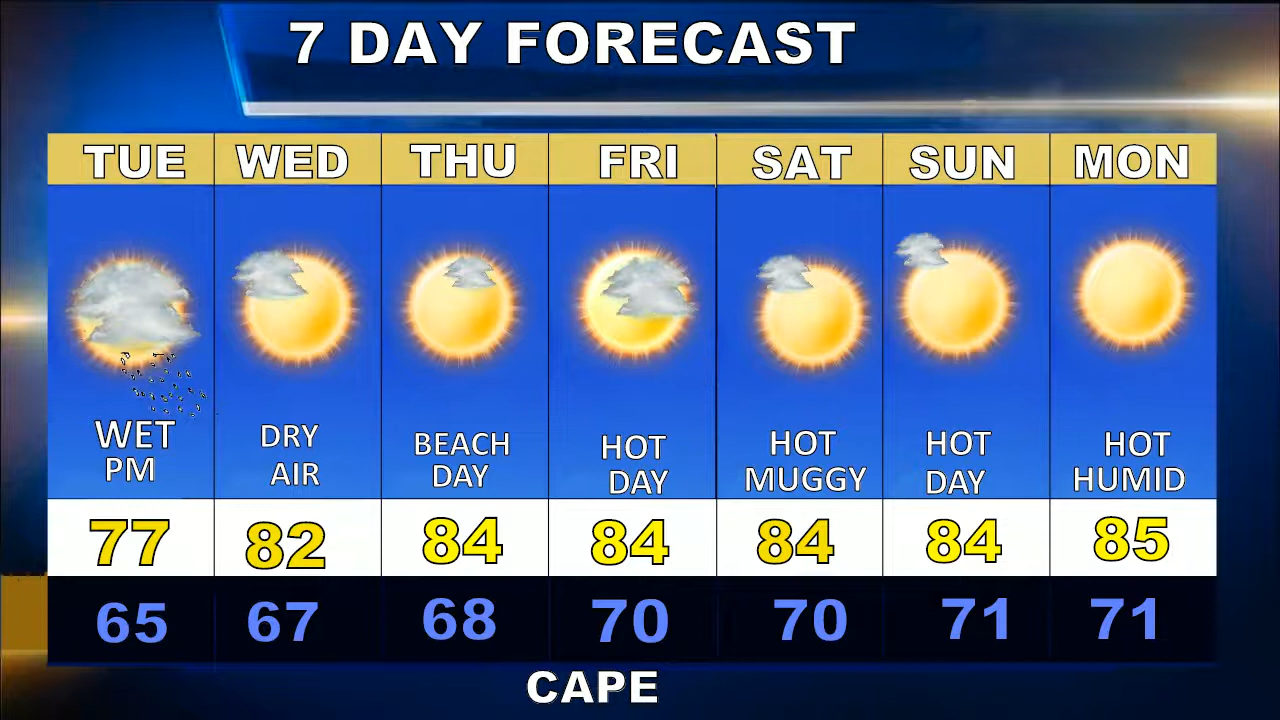 7 DAY FORECAST
TUE WED THU FRI SAT SUN MON
WET DRY BEACH HOT HOT HOT HOT
PM AIR DAY DAY MUGGY DAY HUMID
77 82 84 84 84 84 85
65 67 68 70 70 71 71
CAPE